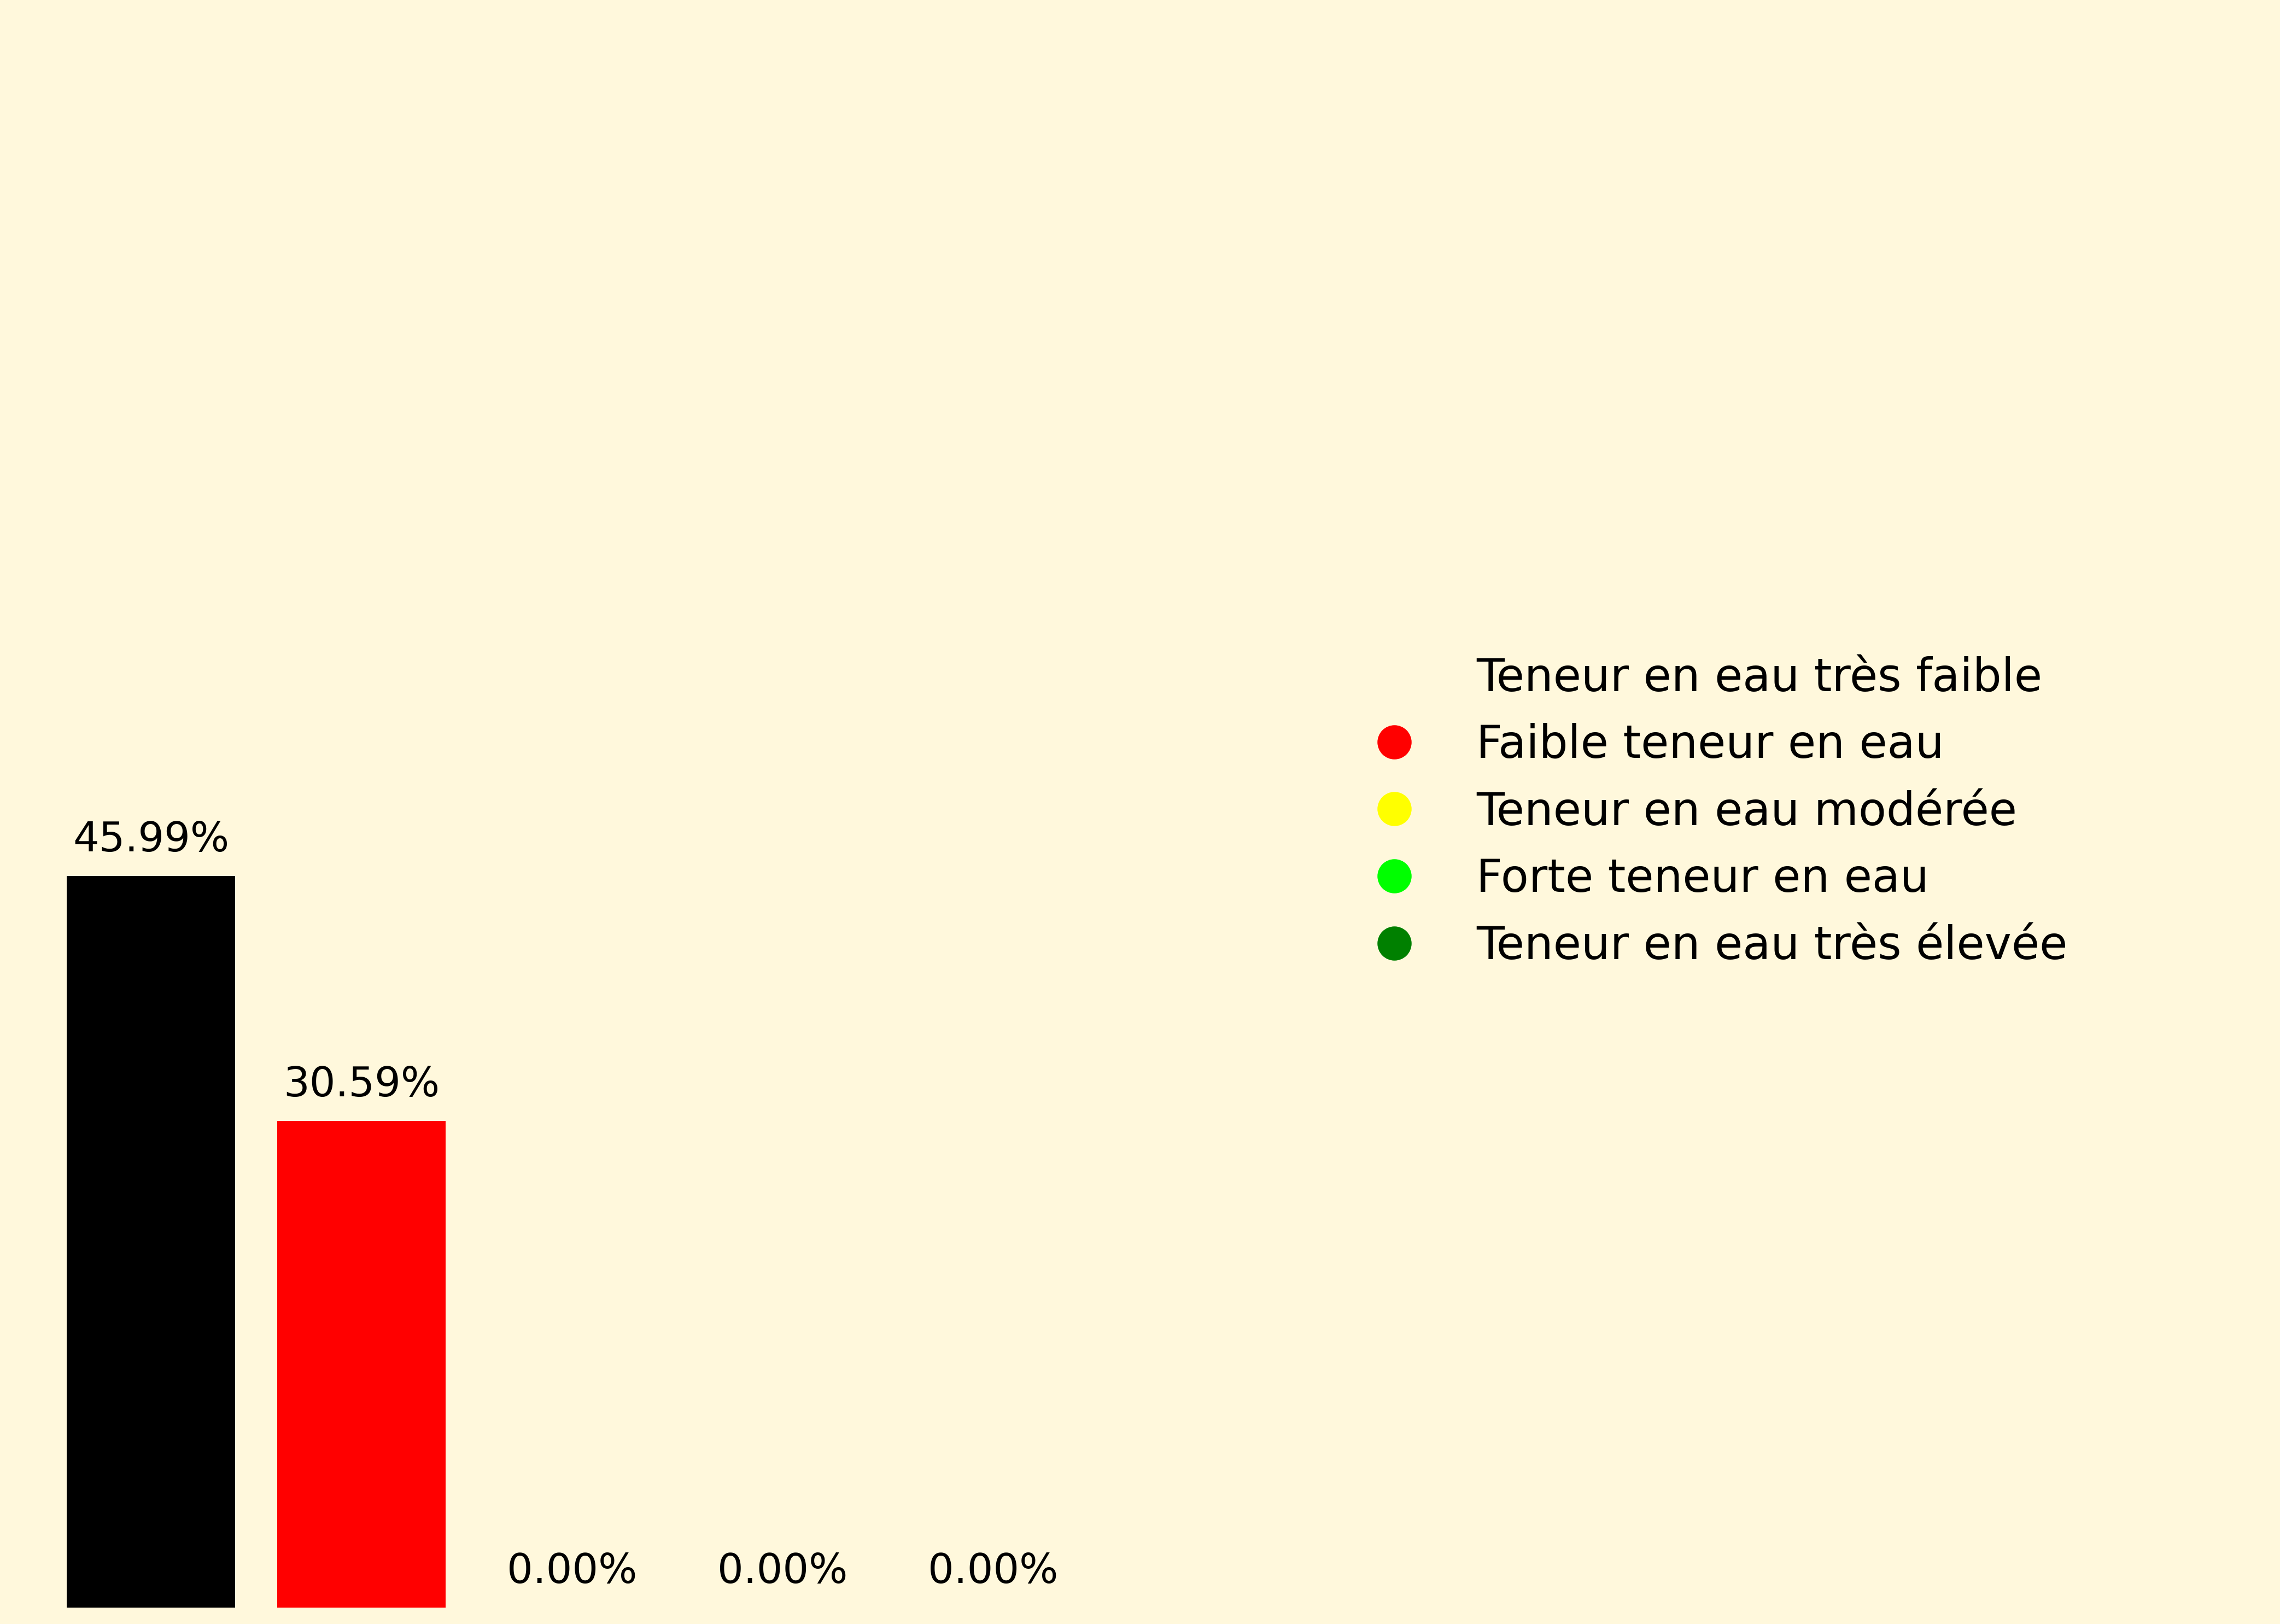 45.99%
30.59%
0.00% 0.00% 0.00%
Teneur en eau très faible
Faible teneur en eau
Teneur en eau modérée
Forte teneur en eau
Teneur en eau très élevée